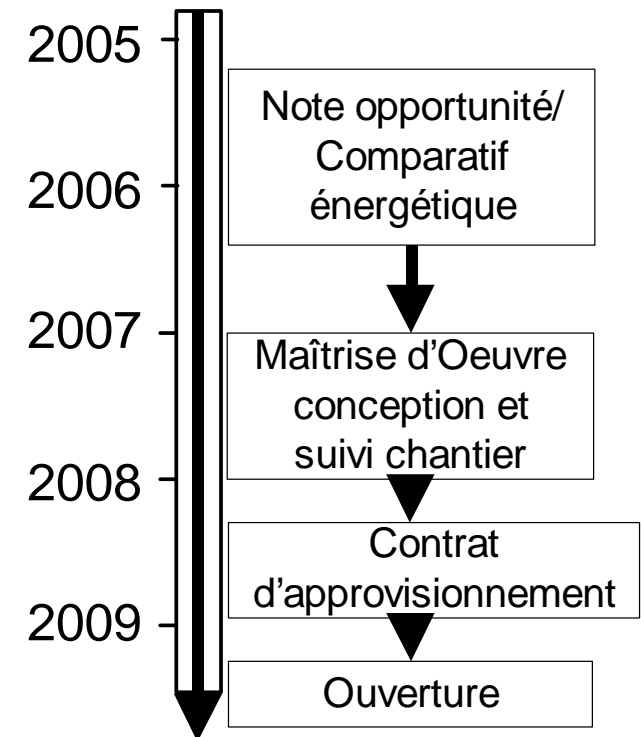 2005
Note opportunité/
Comparatif
énergétique
2006
2007
Maîtrise d'Oeuvre
conception et
suivi chantier
2008
Contrat
d'approvisionnement
2009
Ouverture